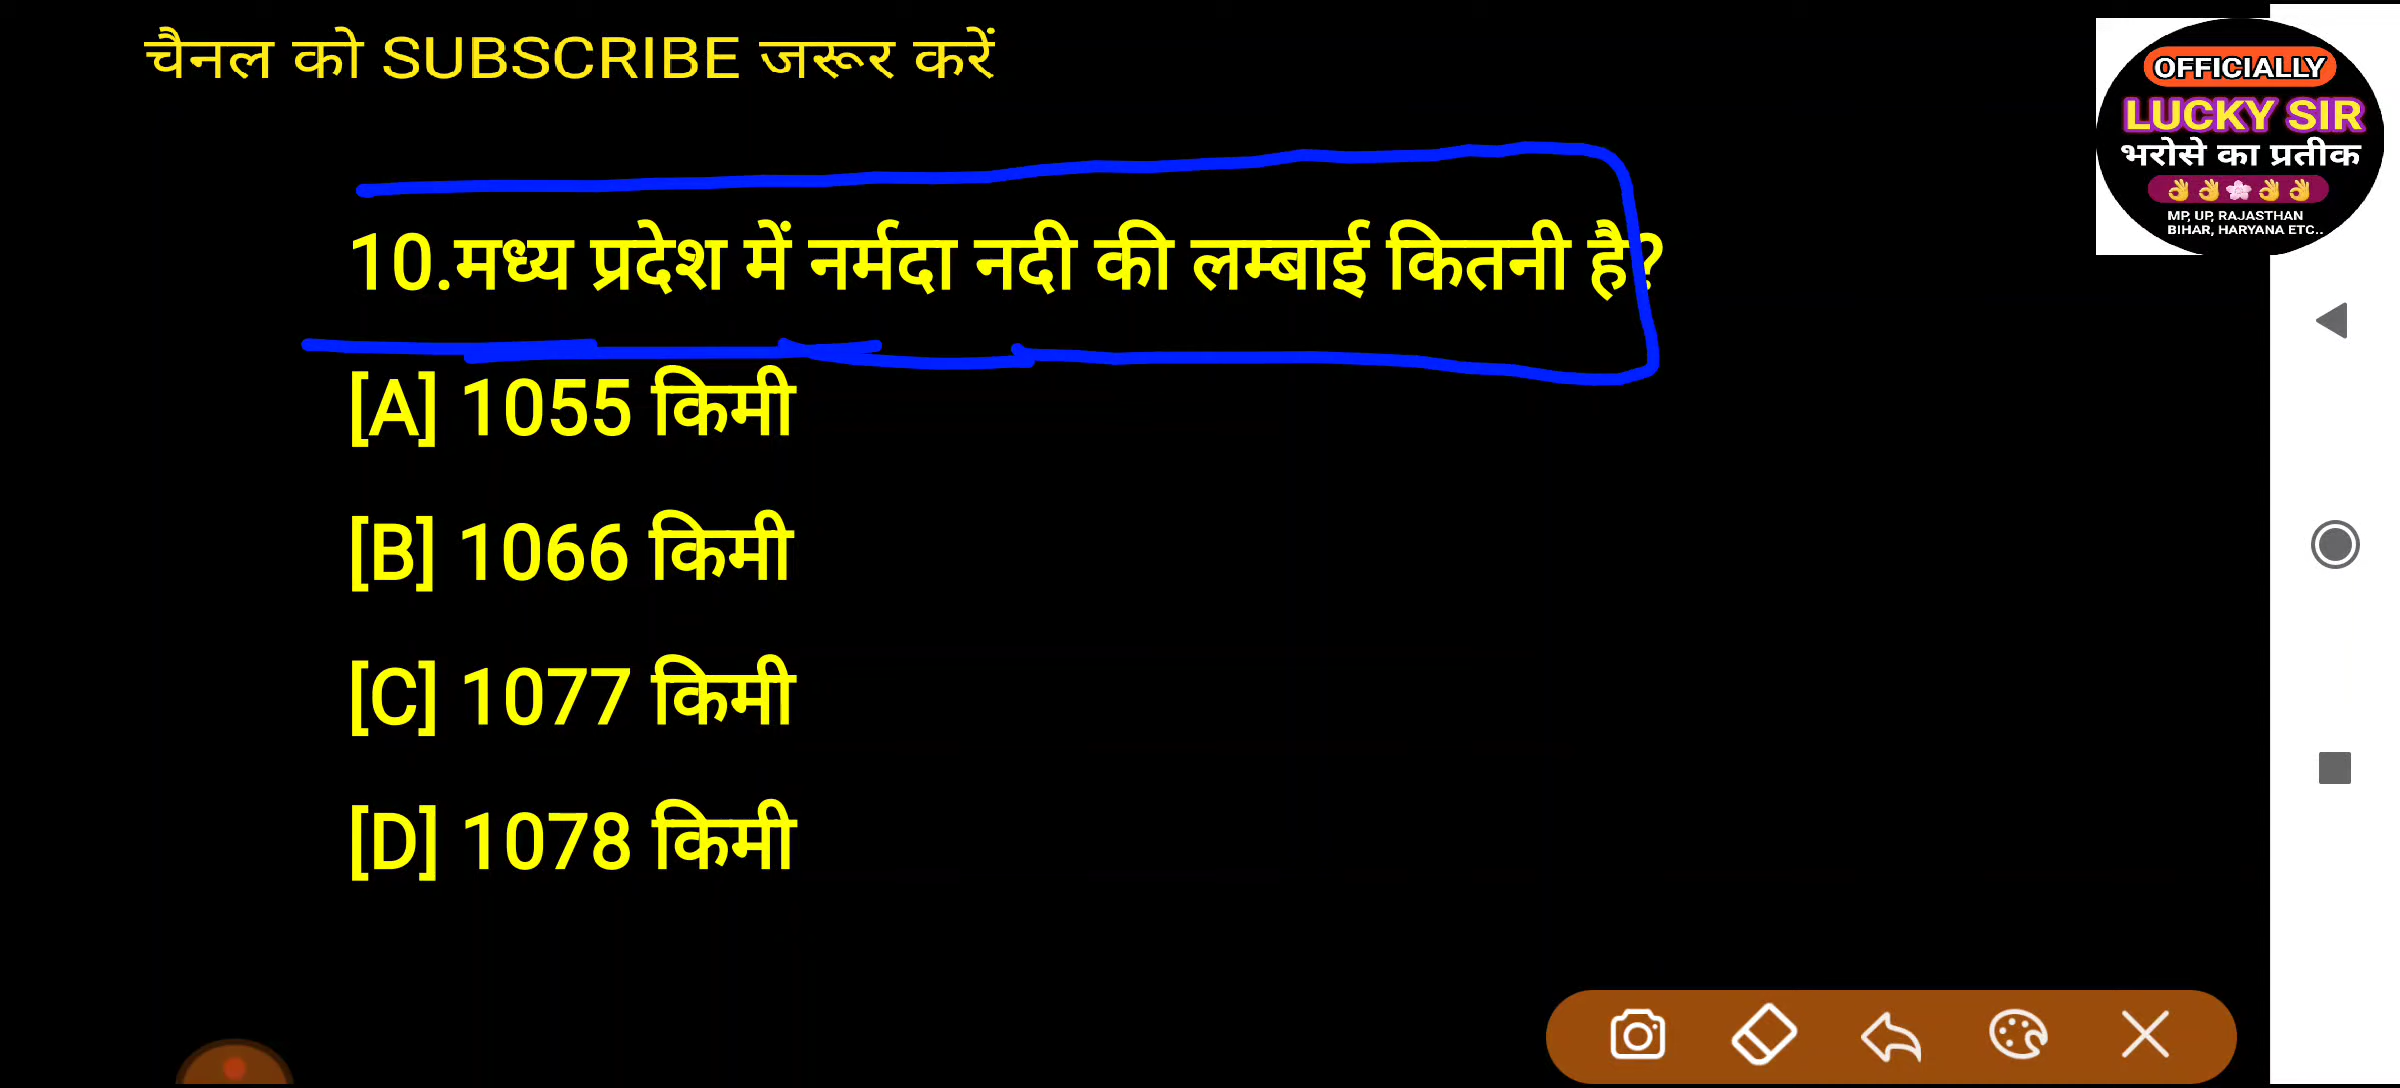 चैनल को SUBSCRIBE जरूर करें
OFFICIALLY
LUCKY SIR
भरोसे का प्रतीक
MP, UP, RAJASTHAN
BIHAR, HARYANA ETC..
10.मध्य प्रदेश में नर्मदा नदी की लम्बाई कितनी है?
[A] 1055 किमी
[B] 1066 किमी
[C] 1077 किमी
[D] 1078 किमी